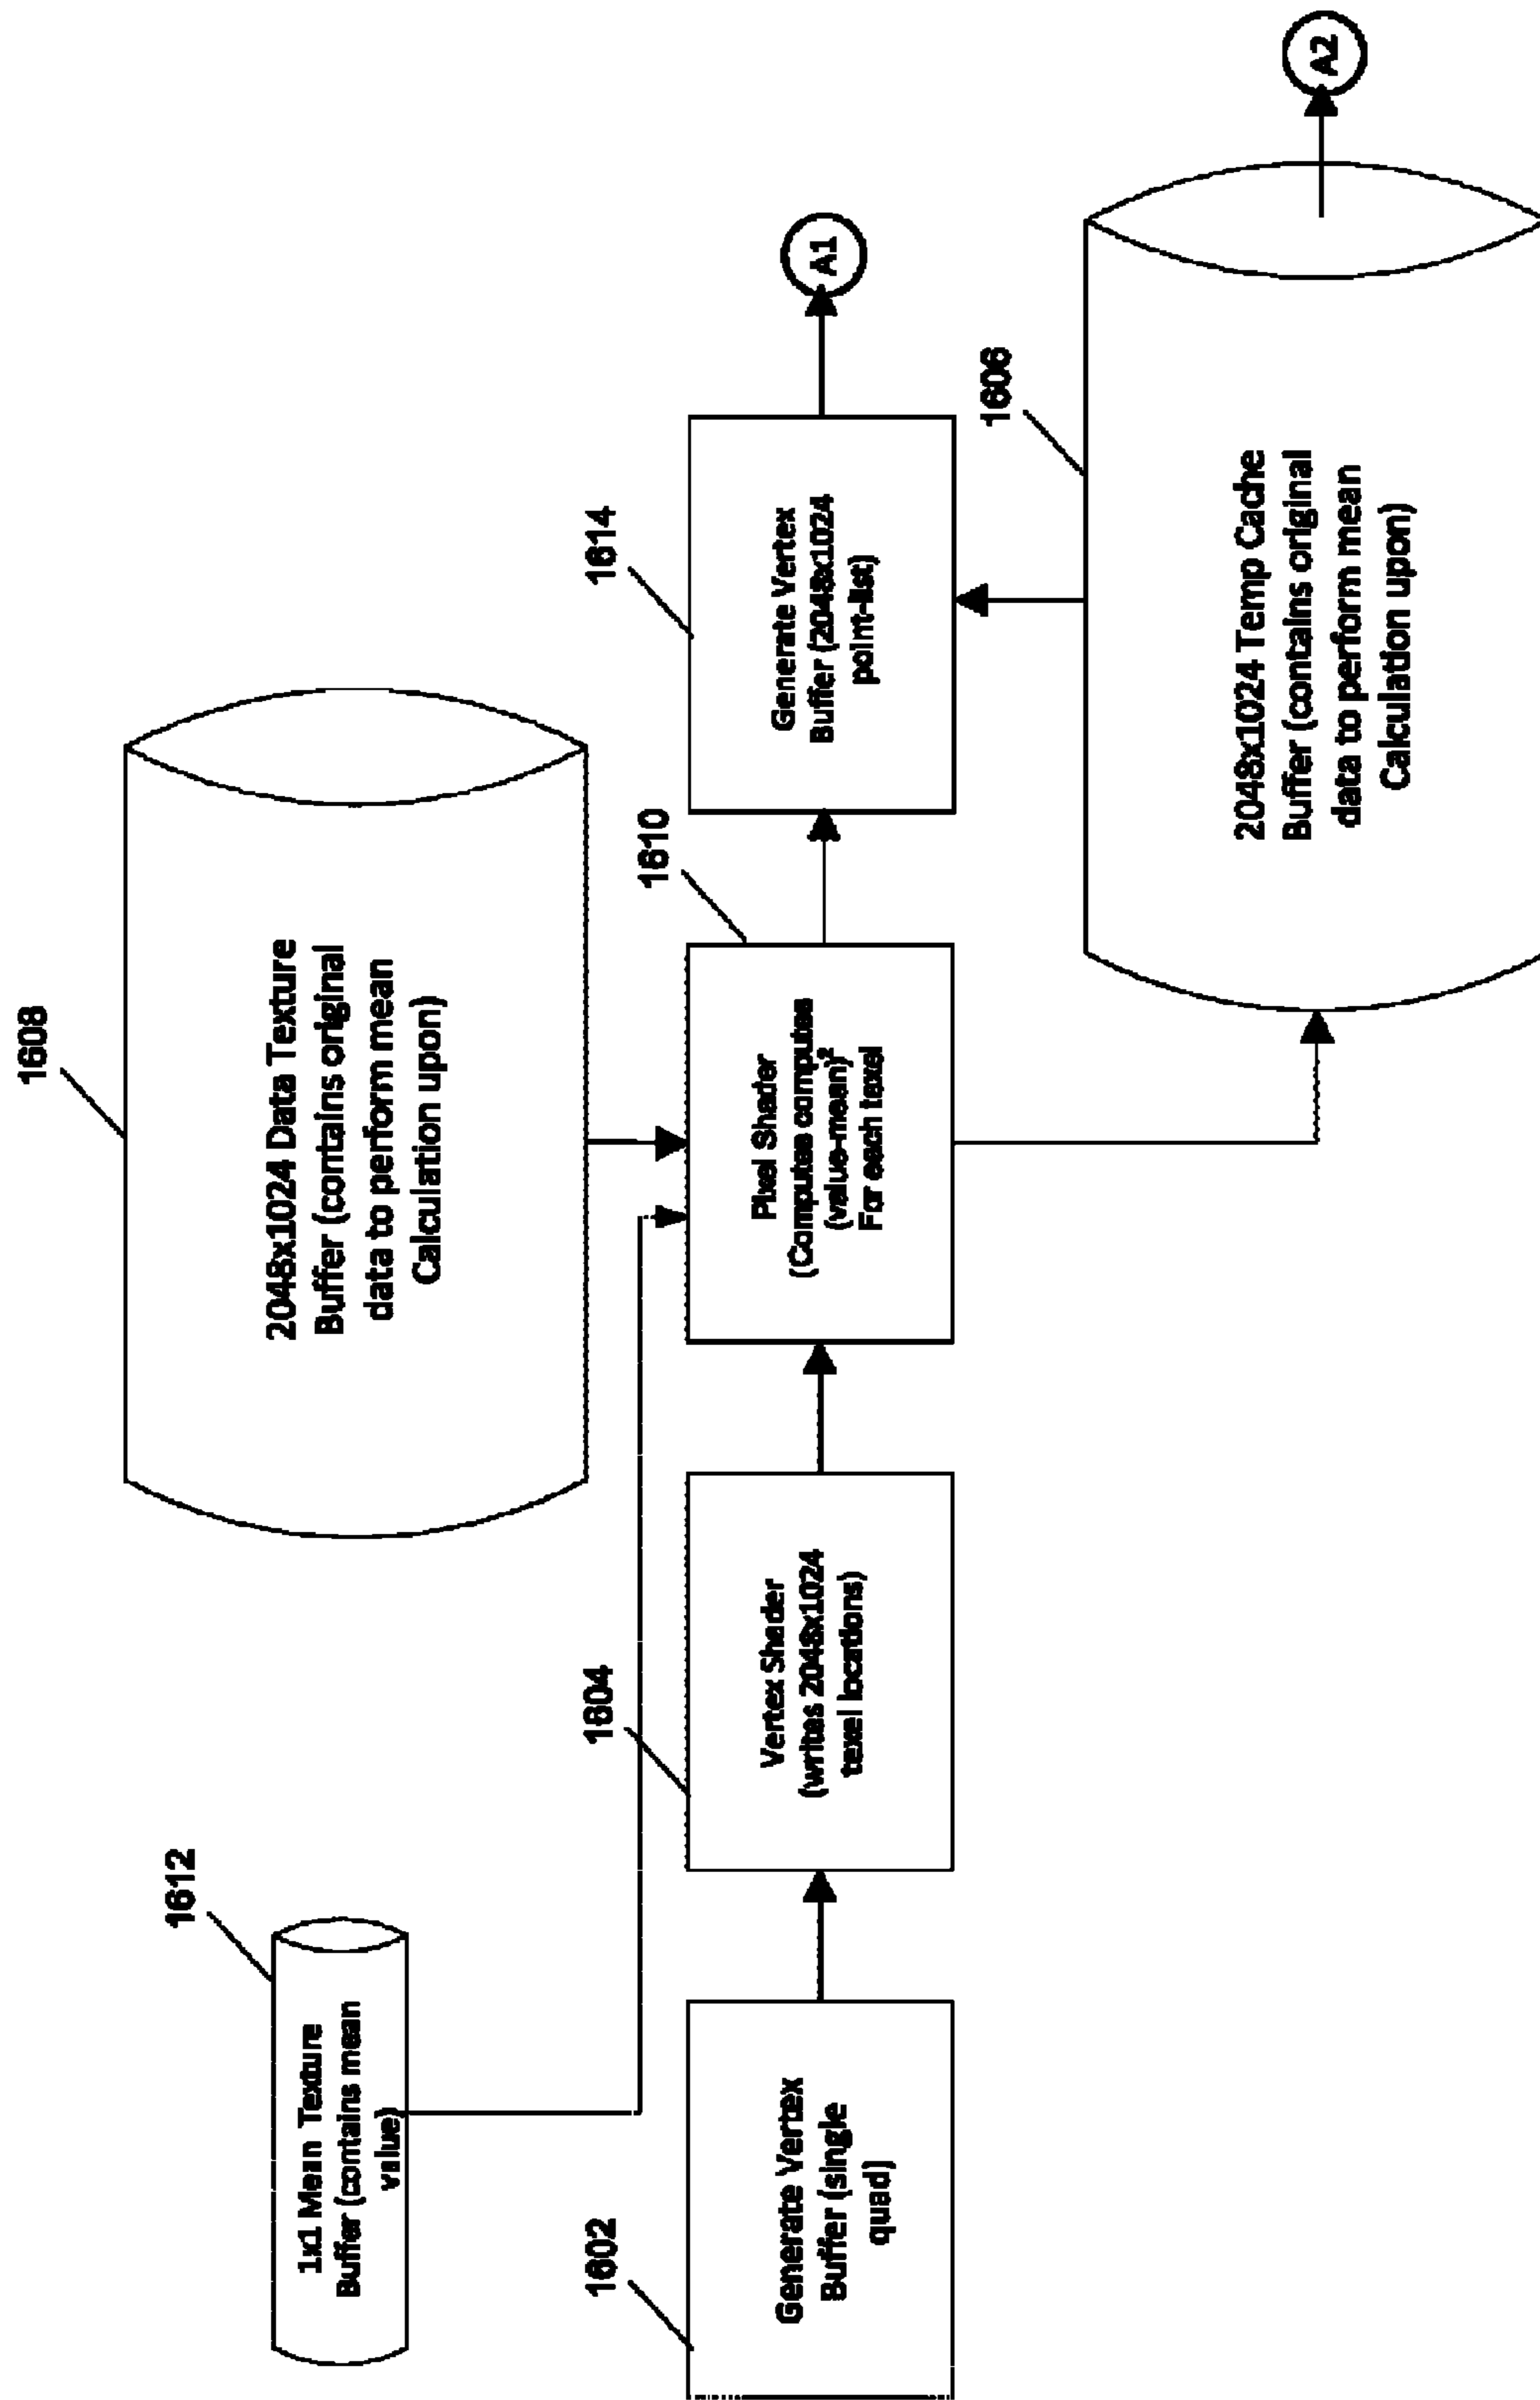 1608
2048x1024 Data Texture
Buffer (contains original
data to perform mean
Calculation upon)
1612
1x1 Mean Texture
Buffer (contains mean
value)
1602
Generate Vertex
Buffer (single
quad)
1604
Vertex Shader
(writes 2048x1024
texel locations)
1610
Pixel Shader
(Computes computes
(value-mean)²
For each texel
1614
Generate Vertex
Buffer (2048x1024
point-list)
A1
1606
2048x1024 Temp Cache
Buffer (contains original
data to perform mean
Calculation upon)
A2